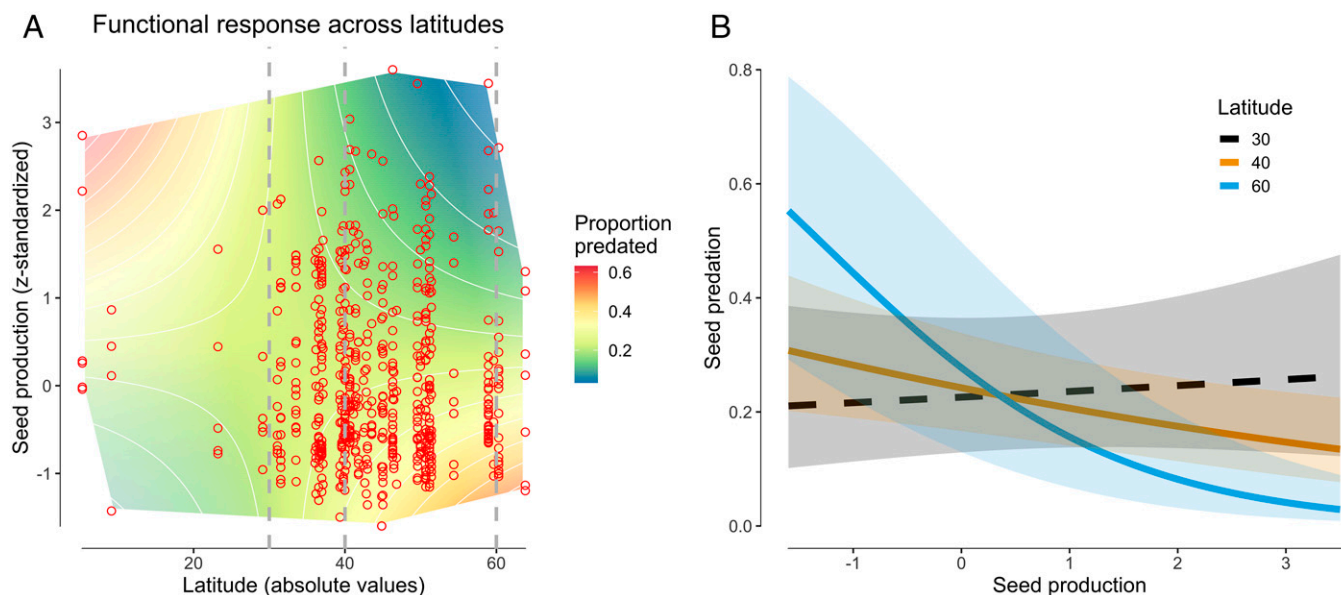 A
Functional response across latitudes
Seed production (z-standardized)
3
2
1
0
-1
20
40
60
Latitude (absolute values)
Proportion
predated
0.6
0.4
0.2
B
Seed predation
0.8
0.6
0.4
0.2
0.0
-1
0
1
2
3
Seed production
Latitude
30
40
60